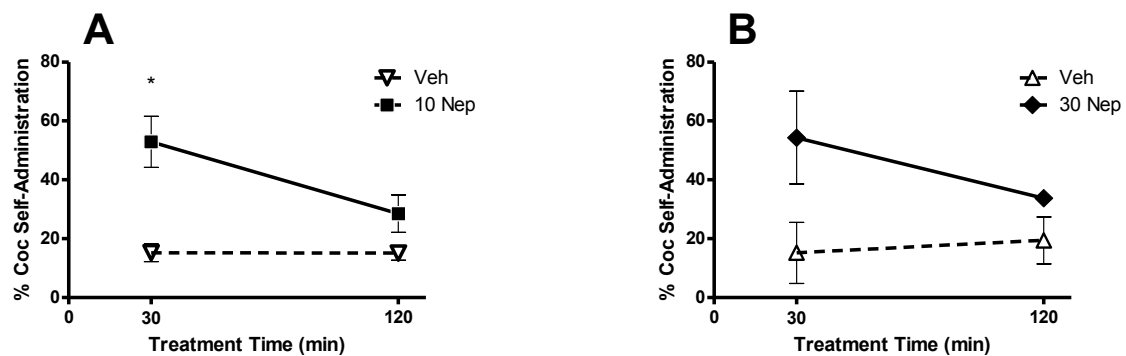 A
% Coc Self-Administration
80
60
40
20
0
*
Veh
10 Nep
0
30
120
Treatment Time (min)
B
% Coc Self-Administration
80
60
40
20
0
Veh
30 Nep
0
30
120
Treatment Time (min)